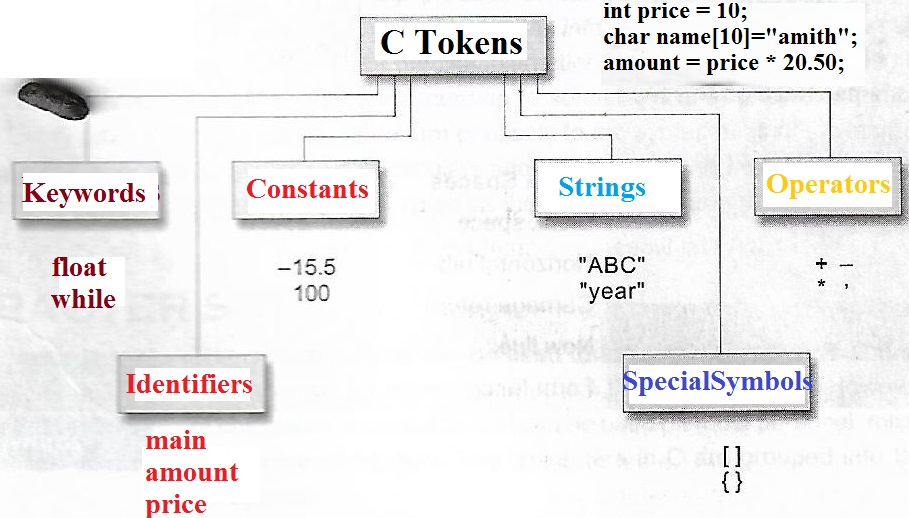 C Tokens
int price = 10;
char name[10]="amith";
amount = price * 20.50;
Keywords
Constants
Strings
Operators
float
while
–15.5
100
"ABC"
"year"
+ –
* ,
Identifiers
SpecialSymbols
main
amount
price
[ ]
{ }